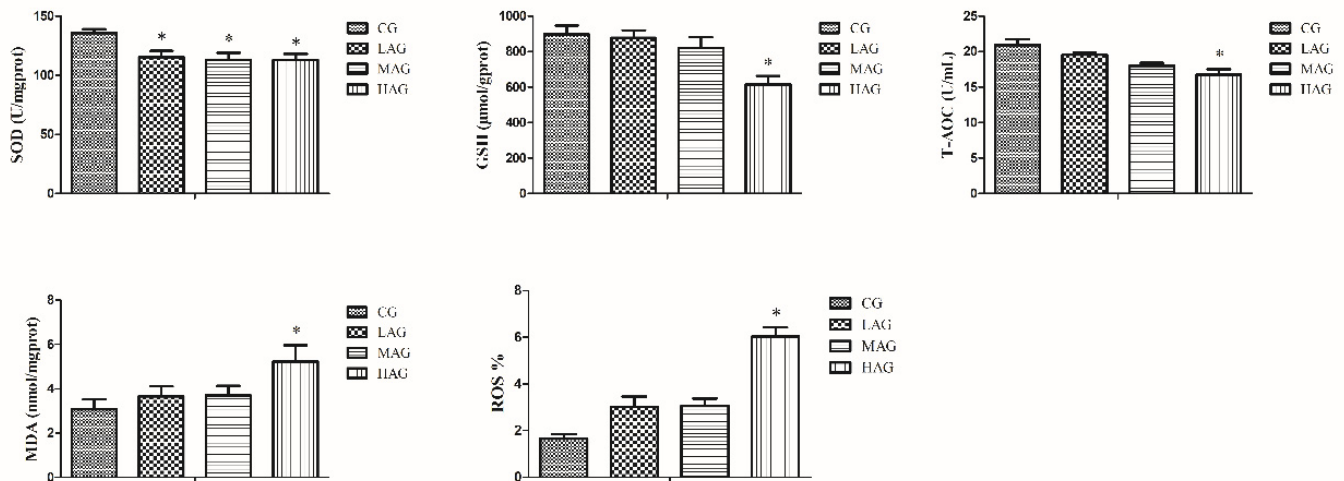 SOD (U/mgprot)
150
100
50
0
*
*
*
CG
LAG
MAG
HAG
GSH (μmol/gprot)
1000
800
600
400
200
0
*
CG
LAG
MAG
HAG
T-AOC (U/mL)
25
20
15
10
5
0
*
CG
LAG
MAG
HAG
MDA (nmol/mgprot)
8
6
4
2
0
*
CG
LAG
MAG
HAG
ROS %
8
6
4
2
0
*
CG
LAG
MAG
HAG